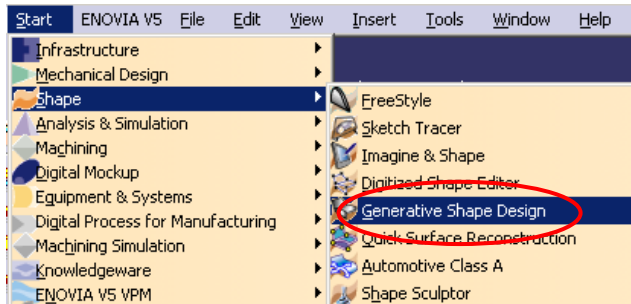 Start ENOVIA V5 File Edit View Insert Tools Window Help
Infrastructure
Mechanical Design
Shape
Analysis & Simulation
Machining
Digital Mockup
Equipment & Systems
Digital Process for Manufacturing
Machining Simulation
Knowledgeware
ENOVIA V5 VPM
FreeStyle
Sketch Tracer
Imagine & Shape
Digitized Shape Editor
Generative Shape Design
Quick Surface Reconstruction
Automotive Class A
Shape Sculptor